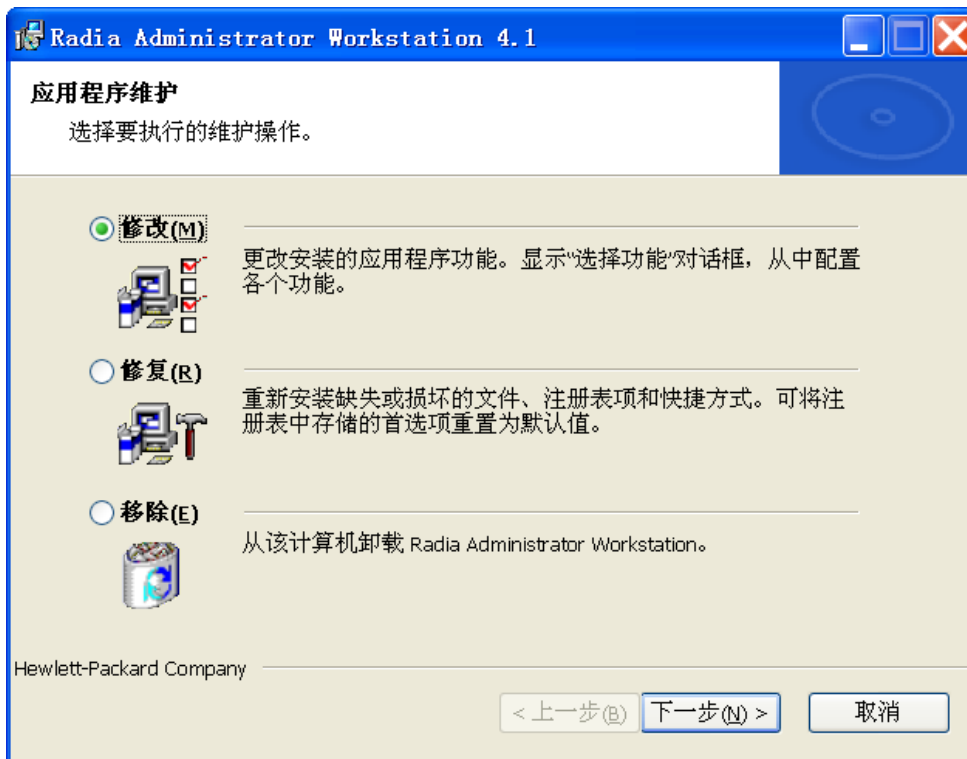 Radia Administrator Workstation 4.1
应用程序维护
选择要执行的维护操作。
修改(M)
更改安装的应用程序功能。显示“选择功能”对话框，从中配置
各个功能。
修复(R)
重新安装缺失或损坏的文件、注册表项和快捷方式。可将注
册表中存储的首选项重置为默认值。
移除(E)
从该计算机卸载 Radia Administrator Workstation。
Hewlett-Packard Company
< 上一步(B)
下一步(N) >
取消